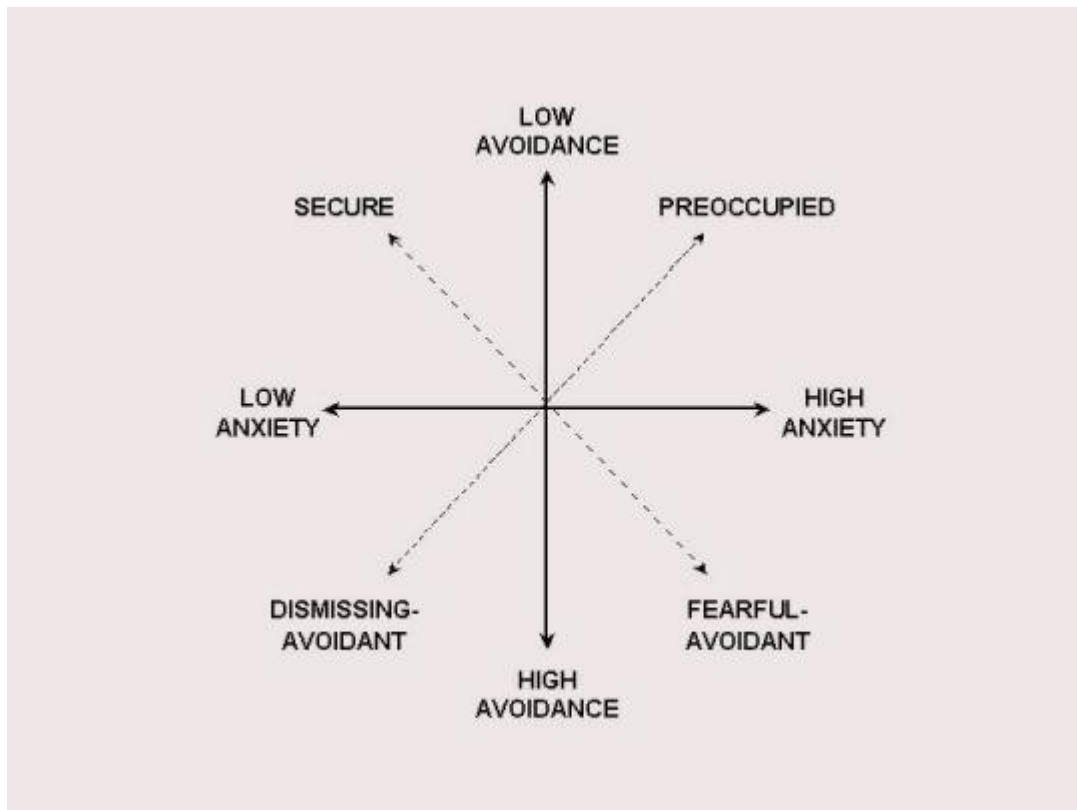 LOW
AVOIDANCE
SECURE
PREOCCUPIED
LOW
ANXIETY
HIGH
ANXIETY
DISMISSING-
AVOIDANT
FEARFUL-
AVOIDANT
HIGH
AVOIDANCE